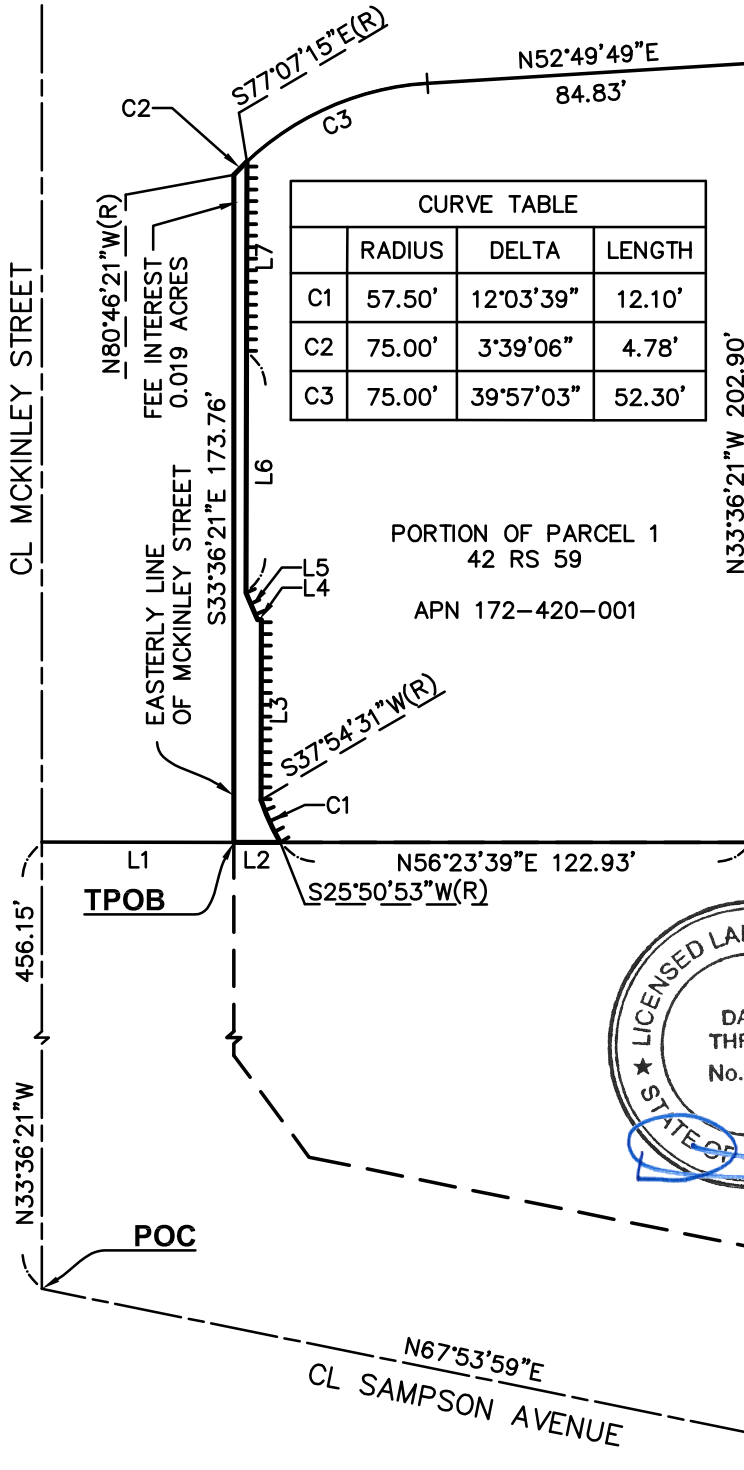 S77°07'15"E(R)
N52°49'49"E
84.83'
C2
C3
N80°46'21"W(R)
FEE INTEREST
0.019 ACRES
L7
CURVE TABLE
RADIUS DELTA LENGTH
C1 57.50' 12°03'39" 12.10'
C2 75.00' 3°39'06" 4.78'
C3 75.00' 39°57'03" 52.30'
CL MCKINLEY STREET
N33°36'21"W 202.90'
S33°36'21"E 173.76'
L6
EASTERLY LINE
OF MCKINLEY STREET
PORTION OF PARCEL 1
42 RS 59
APN 172-420-001
L5
L4
L3
S37°54'31"W(R)
C1
L1
L2
N56°23'39"E 122.93'
TPOB
S25°50'53"W(R)
456.15'
N33°36'21"W
LICENSED
No.
★ STATE OF
POC
N67°53'59"E
CL SAMPSON AVENUE